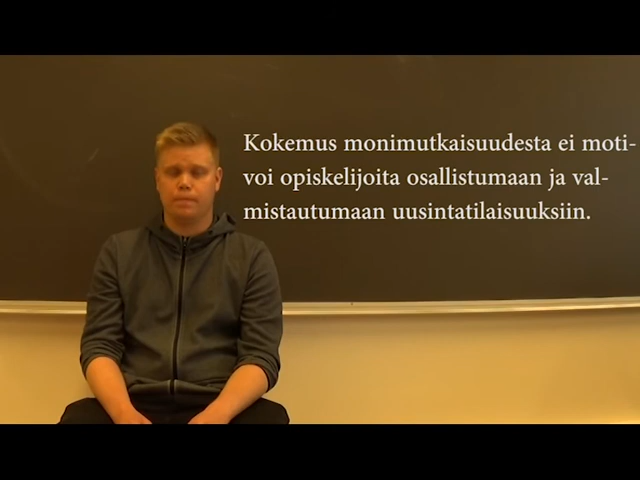 Kokemus monimutkaisuudesta ei moti-
voi opiskelijoita osallistumaan ja val-
mistautumaan uusintatilaisuuksiin.